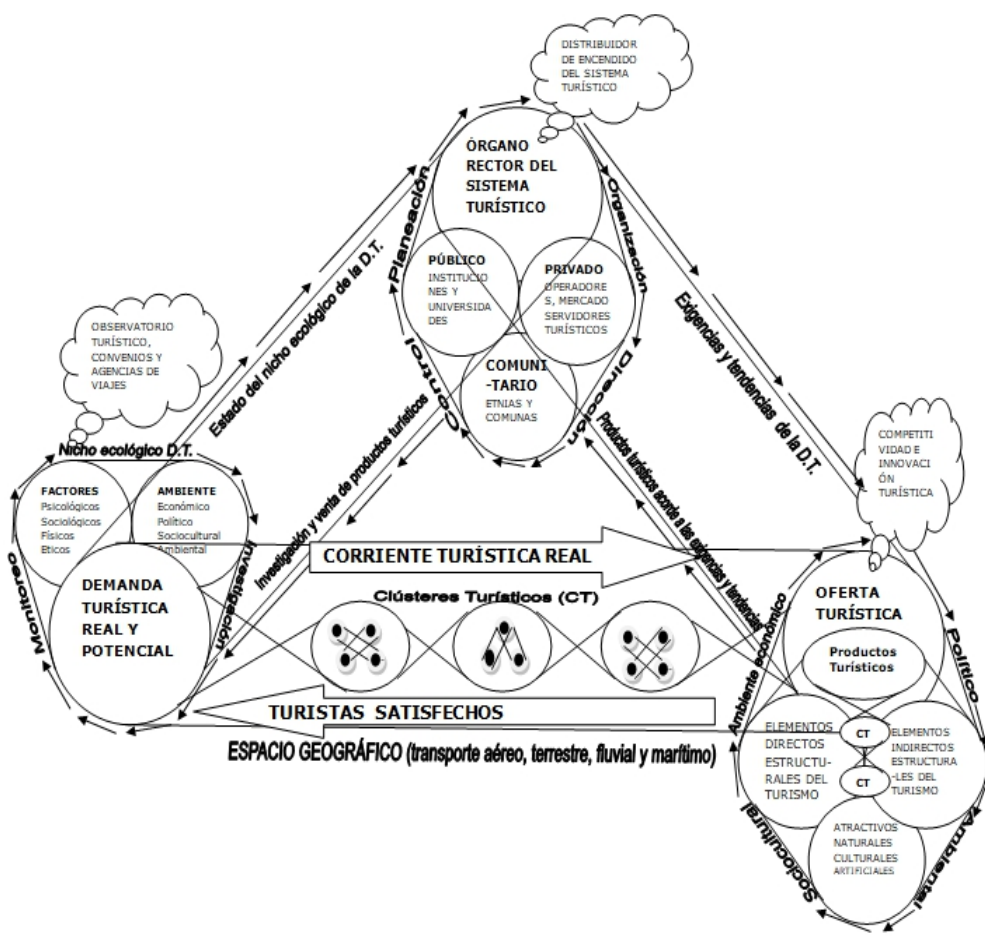 DISTRIBUIDOR
DE ENCENDIDO
DEL SISTEMA
TURÍSTICO
ÓRGANO
RECTOR DEL
SISTEMA
TURÍSTICO
Planeación
Organización
Dirección
Control
PÚBLICO
INSTITUCIO
NES Y
UNIVERSIDA
DES
PRIVADO
OPERADORE
S, MERCADO
SERVIDORES
TURÍSTICOS
COMUNI
-TARIO
ETNIAS Y
COMUNAS
Estado del nicho ecológico de la D.T.
Exigencias y tendencias de la D.T.
Investigación y venta de productos turísticos
Productos turísticos acorde a las exigencias y tendencias
OBSERVATORIO
TURÍSTICO,
CONVENIOS Y
AGENCIAS DE
VIAJES
Nicho ecológico D.T.
FACTORES
Psicológicos
Sociológicos
Físicos
Eticos
AMBIENTE
Económico
Político
Sociocultural
Ambiental
Monitoreo
Investigación
DEMANDA
TURÍSTICA
REAL Y
POTENCIAL
CORRIENTE TURÍSTICA REAL
Clústeres Turísticos (CT)
TURISTAS SATISFECHOS
ESPACIO GEOGRÁFICO (transporte aéreo, terrestre, fluvial y marítimo)
COMPETITI
VIDAD E
INNOVACI
ÓN
TURÍSTICA
Ambiente económico
Político
Ambiental
Sociocultural
OFERTA
TURÍSTICA
Productos
Turísticos
ELEMENTOS
DIRECTOS
ESTRUCTU-
RALES DEL
TURISMO
CT
CT
ELEMENTOS
INDIRECTOS
ESTRUCTURA
-LES DEL
TURISMO
ATRACTIVOS
NATURALES
CULTURALES
ARTIFICIALES